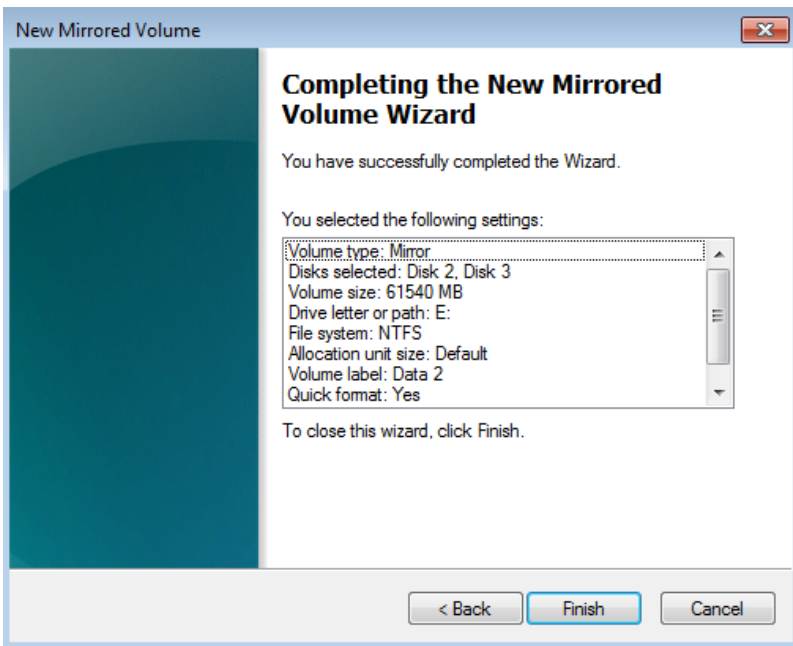 New Mirrored Volume
Completing the New Mirrored
Volume Wizard
You have successfully completed the Wizard.
You selected the following settings:
Volume type: Mirror
Disks selected: Disk 2, Disk 3
Volume size: 61540 MB
Drive letter or path: E:
File system: NTFS
Allocation unit size: Default
Volume label: Data 2
Quick format: Yes
To close this wizard, click Finish.
< Back Finish Cancel